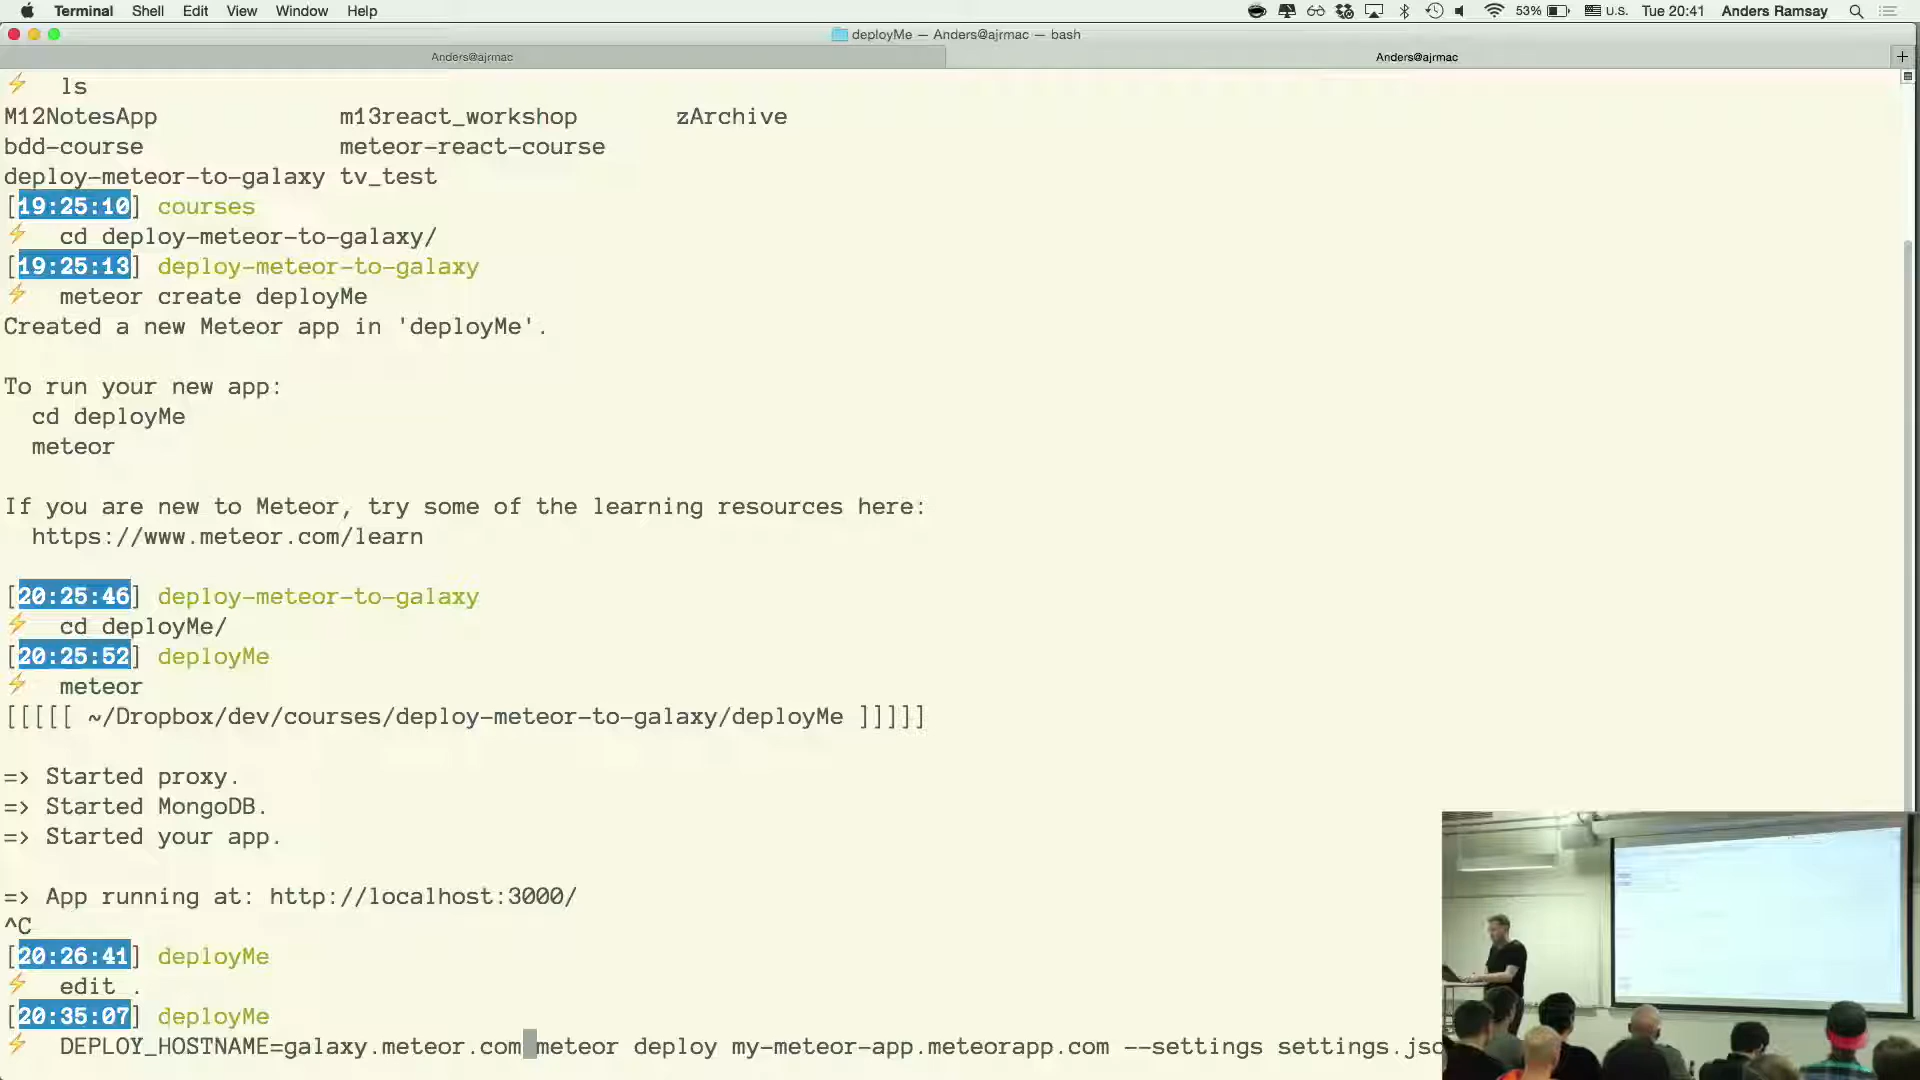 Terminal Shell Edit View Window Help 53% U.S. Tue 20:41 Anders Ramsay
deployMe — Anders@ajrmac — bash
Anders@ajrmac Anders@ajrmac +
ls
M12NotesApp m13react_workshop zArchive
bdd-course meteor-react-course
deploy-meteor-to-galaxy tv_test
[19:25:10] courses
cd deploy-meteor-to-galaxy/
[19:25:13] deploy-meteor-to-galaxy
meteor create deployMe
Created a new Meteor app in 'deployMe'.
To run your new app:
cd deployMe
meteor
If you are new to Meteor, try some of the learning resources here:
https://www.meteor.com/learn
[20:25:46] deploy-meteor-to-galaxy
cd deployMe/
[20:25:52] deployMe
meteor
[[[[[ ~/Dropbox/dev/courses/deploy-meteor-to-galaxy/deployMe ]]]]]
=> Started proxy.
=> Started MongoDB.
=> Started your app.
=> App running at: http://localhost:3000/
^C
[20:26:41] deployMe
edit .
[20:35:07] deployMe
DEPLOY_HOSTNAME=galaxy.meteor.com meteor deploy my-meteor-app.meteorapp.com --settings settings.jso